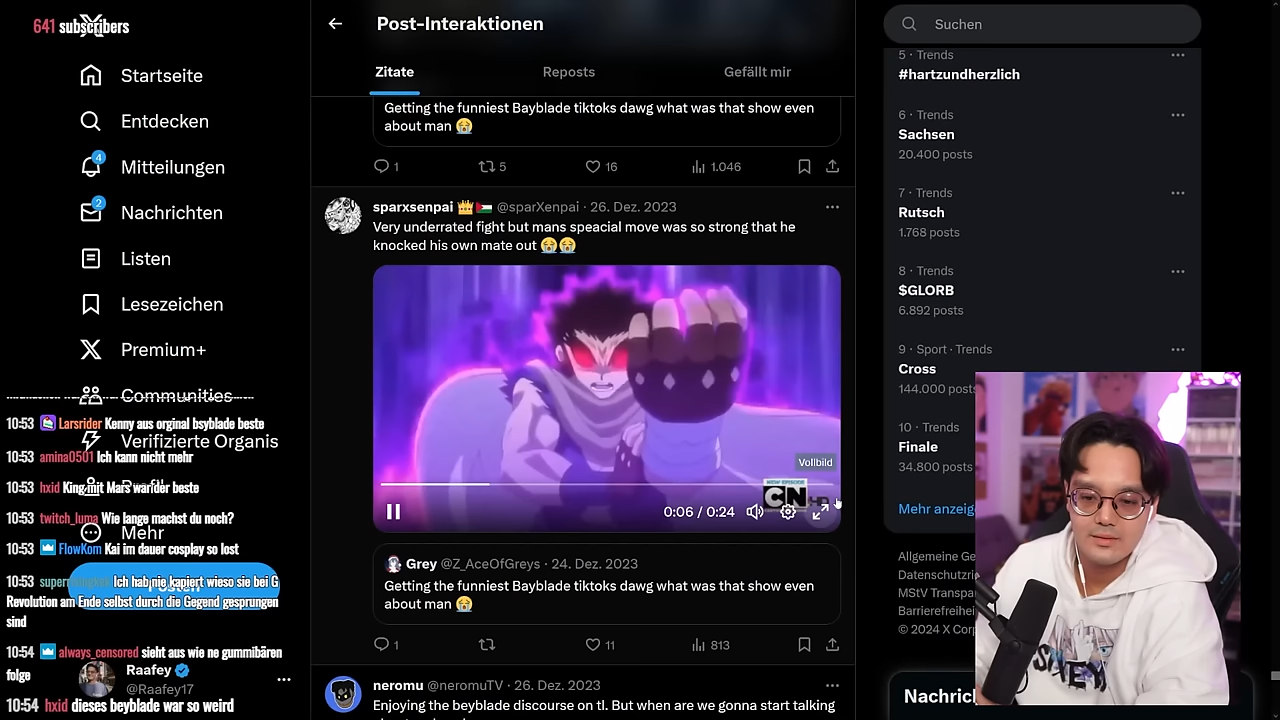 641 subscribers
Startseite
Entdecken
4
Mitteilungen
2
Nachrichten
Listen
Lesezeichen
Premium+
Communities
Verifizierte Organis
Mehr
10:53 Larsrider Kenny aus orginal bsyblade beste
10:53 amina0501 Ich kann nicht mehr
10:53 hxid King mit Mars war der beste
10:53 twitch_luma Wie lange machst du noch?
10:53 FlowKom Kai im dauer cosplay so lost
10:53 Ich hab nie kapiert wieso sie bei G
Revolution am Ende selbst durch die Gegend gesprungen
sind
10:54 always_censored sieht aus wie ne gummibären
folge
10:54 hxid dieses beyblade war so weird
Raafey
@Raafey17
Post-Interaktionen
Zitate
Reposts
Gefällt mir
Getting the funniest Bayblade tiktoks dawg what was that show even
about man 😭
1
5
16
1.046
sparxsenpai 👑🇵🇸 @sparXenpai · 26. Dez. 2023
Very underrated fight but mans speacial move was so strong that he
knocked his own mate out 😭😭
Vollbild
NEW EPISODE
CN HD
0:06 / 0:24
Grey @Z_AceOfGreys · 24. Dez. 2023
Getting the funniest Bayblade tiktoks dawg what was that show even
about man 😭
1
11
813
neromu @neromuTV · 26. Dez. 2023
Enjoying the beyblade discourse on tl. But when are we gonna start talking
Suchen
5 · Trends
#hartzundherzlich
6 · Trends
Sachsen
20.400 posts
7 · Trends
Rutsch
1.768 posts
8 · Trends
$GLORB
6.892 posts
9 · Sport · Trends
Cross
144.000 posts
10 · Trends
Finale
34.800 posts
Mehr anzeig
Allgemeine Ge
Datenschutzri
MStV Transpa
Barrierefreihei
© 2024 X Corp
Nachric